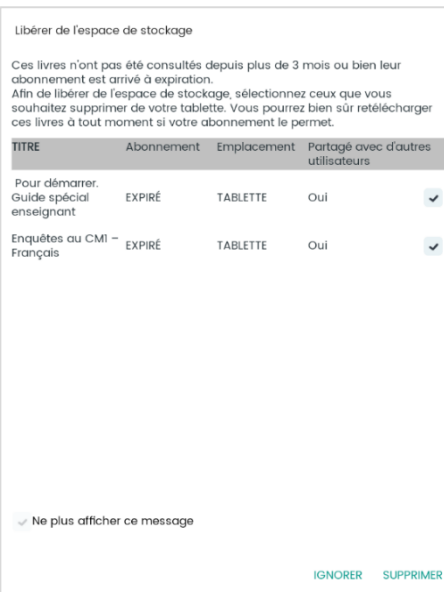 Libérer de l'espace de stockage
Ces livres n'ont pas été consultés depuis plus de 3 mois ou bien leur
abonnement est arrivé à expiration.
Afin de libérer de l'espace de stockage, sélectionnez ceux que vous
souhaitez supprimer de votre tablette. Vous pourrez bien sûr retélécharger
ces livres à tout moment si votre abonnement le permet.
TITRE Abonnement Emplacement Partagé avec d'autres
utilisateurs
Pour démarrer.
Guide spécial EXPIRÉ TABLETTE Oui
enseignant
Enquêtes au CM1 – EXPIRÉ TABLETTE Oui
Français
Ne plus afficher ce message
IGNORER SUPPRIMER